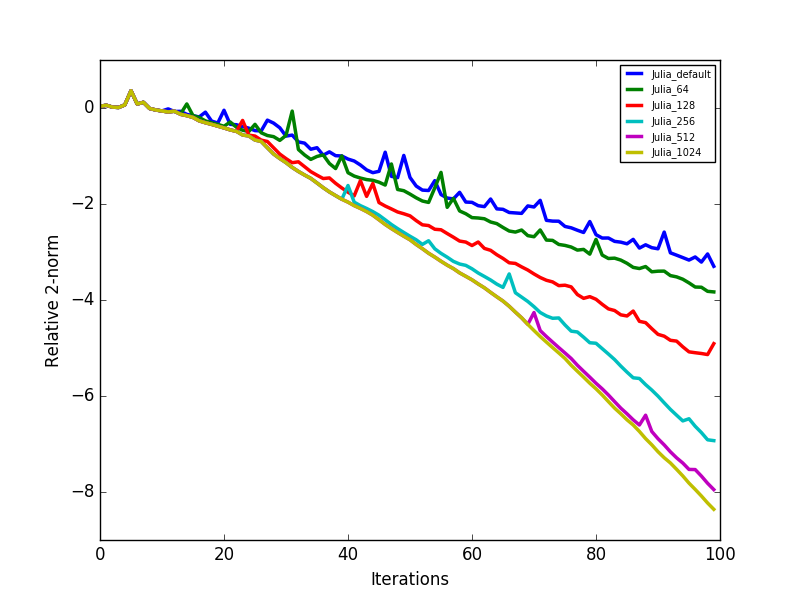 Julia_default
Julia_64
Julia_128
Julia_256
Julia_512
Julia_1024
0
−2
−4
−6
−8
Relative 2-norm
0 20 40 60 80 100
Iterations